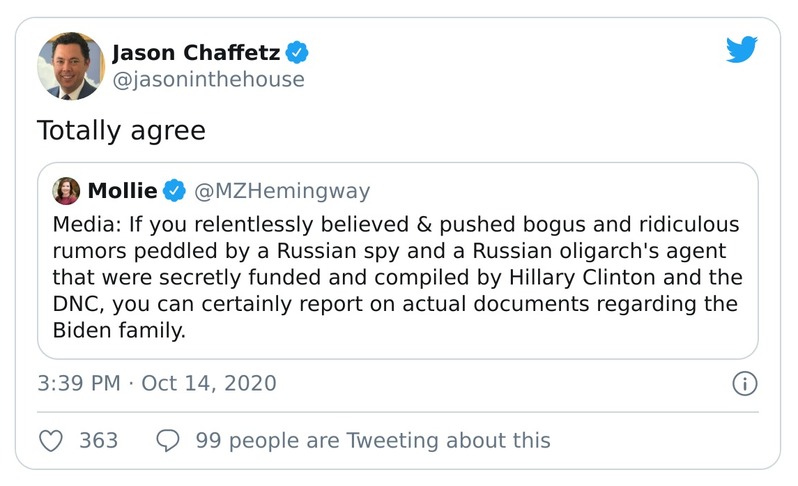 Jason Chaffetz
@jasoninthehouse
Totally agree
Mollie @MZHemingway
Media: If you relentlessly believed & pushed bogus and ridiculous
rumors peddled by a Russian spy and a Russian oligarch's agent
that were secretly funded and compiled by Hillary Clinton and the
DNC, you can certainly report on actual documents regarding the
Biden family.
3:39 PM · Oct 14, 2020
363 99 people are Tweeting about this